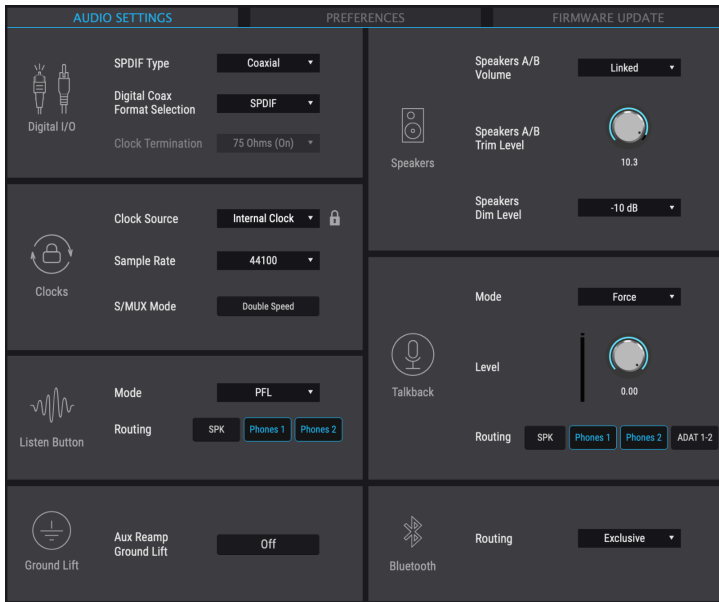 AUDIO SETTINGS
PREFERENCES
FIRMWARE UPDATE
Digital I/O
SPDIF Type
Coaxial
Digital Coax
Format Selection
SPDIF
Clock Termination
75 Ohms (On)
Clocks
Clock Source
Internal Clock
Sample Rate
44100
S/MUX Mode
Double Speed
Listen Button
Mode
PFL
Routing
SPK
Phones 1
Phones 2
Ground Lift
Aux Reamp
Ground Lift
Off
Speakers
Speakers A/B
Volume
Linked
Speakers A/B
Trim Level
10.3
Speakers
Dim Level
-10 dB
Talkback
Mode
Force
Level
0.00
Routing
SPK
Phones 1
Phones 2
ADAT 1-2
Bluetooth
Routing
Exclusive